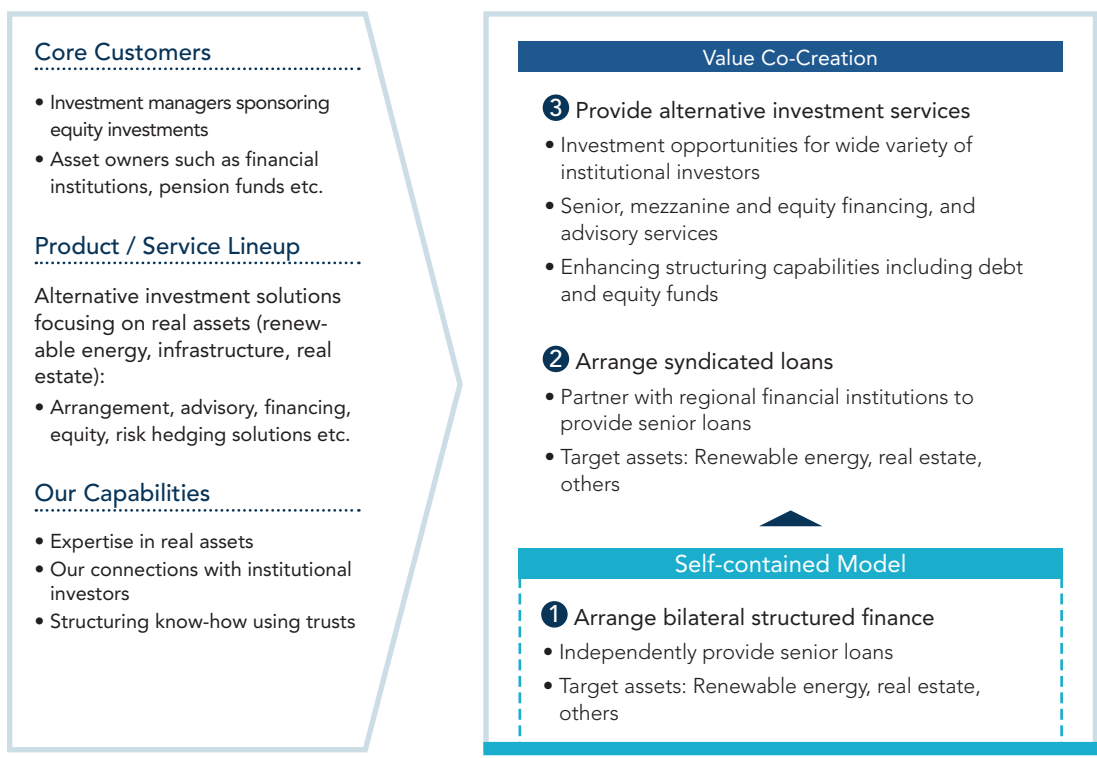 Core Customers
• Investment managers sponsoring
equity investments
• Asset owners such as financial
institutions, pension funds etc.
Product / Service Lineup
Alternative investment solutions
focusing on real assets (renew-
able energy, infrastructure, real
estate):
• Arrangement, advisory, financing,
equity, risk hedging solutions etc.
Our Capabilities
• Expertise in real assets
• Our connections with institutional
investors
• Structuring know-how using trusts
Value Co-Creation
3 Provide alternative investment services
• Investment opportunities for wide variety of
institutional investors
• Senior, mezzanine and equity financing, and
advisory services
• Enhancing structuring capabilities including debt
and equity funds
2 Arrange syndicated loans
• Partner with regional financial institutions to
provide senior loans
• Target assets: Renewable energy, real estate,
others
Self-contained Model
1 Arrange bilateral structured finance
• Independently provide senior loans
• Target assets: Renewable energy, real estate,
others